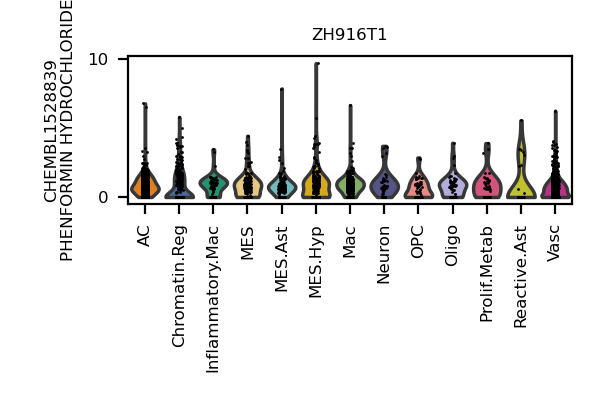 ZH916T1
CHEMBL1528839
PHENFORMIN HYDROCHLORIDE
10
0
AC
Chromatin.Reg
Inflammatory.Mac
MES
MES.Ast
MES.Hyp
Mac
Neuron
OPC
Oligo
Prolif.Metab
Reactive.Ast
Vasc